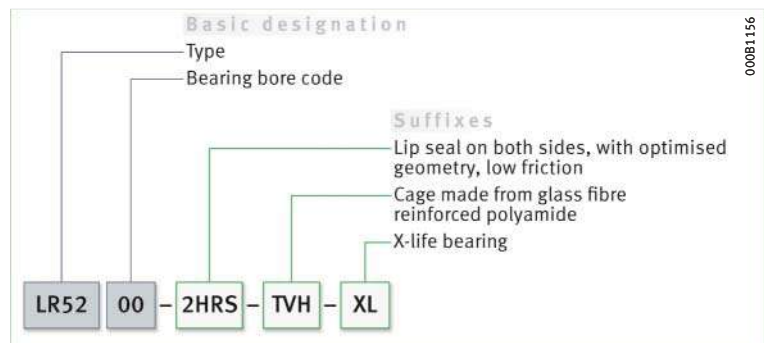 Basic designation
Type
Bearing bore code
Suffixes
Lip seal on both sides, with optimised
geometry, low friction
Cage made from glass fibre
reinforced polyamide
X-life bearing
LR52 00 – 2HRS – TVH – XL
000B1156